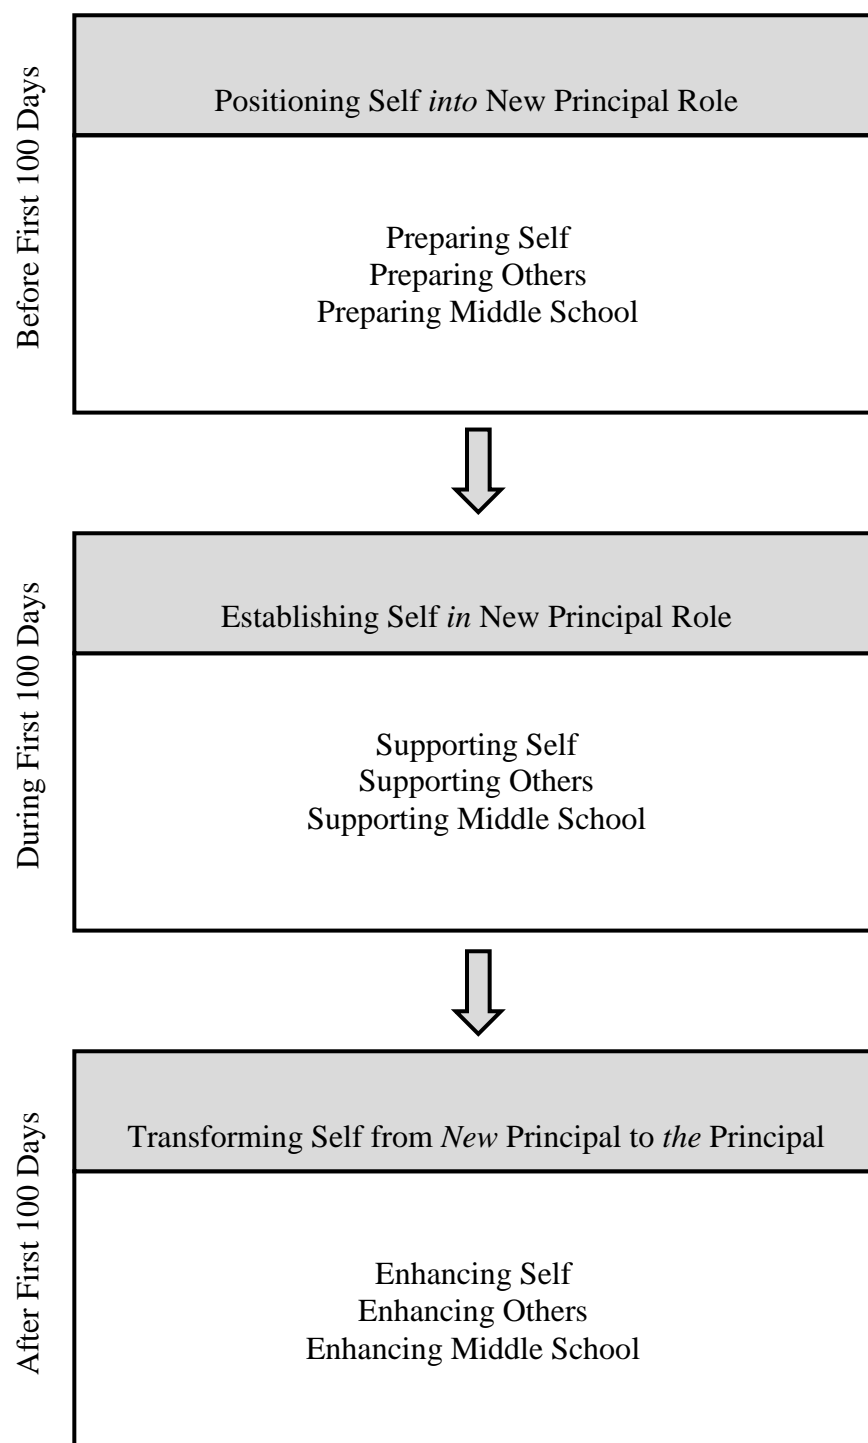 Before First 100 Days
Positioning Self into New Principal Role
Preparing Self
Preparing Others
Preparing Middle School
During First 100 Days
Establishing Self in New Principal Role
Supporting Self
Supporting Others
Supporting Middle School
After First 100 Days
Transforming Self from New Principal to the Principal
Enhancing Self
Enhancing Others
Enhancing Middle School